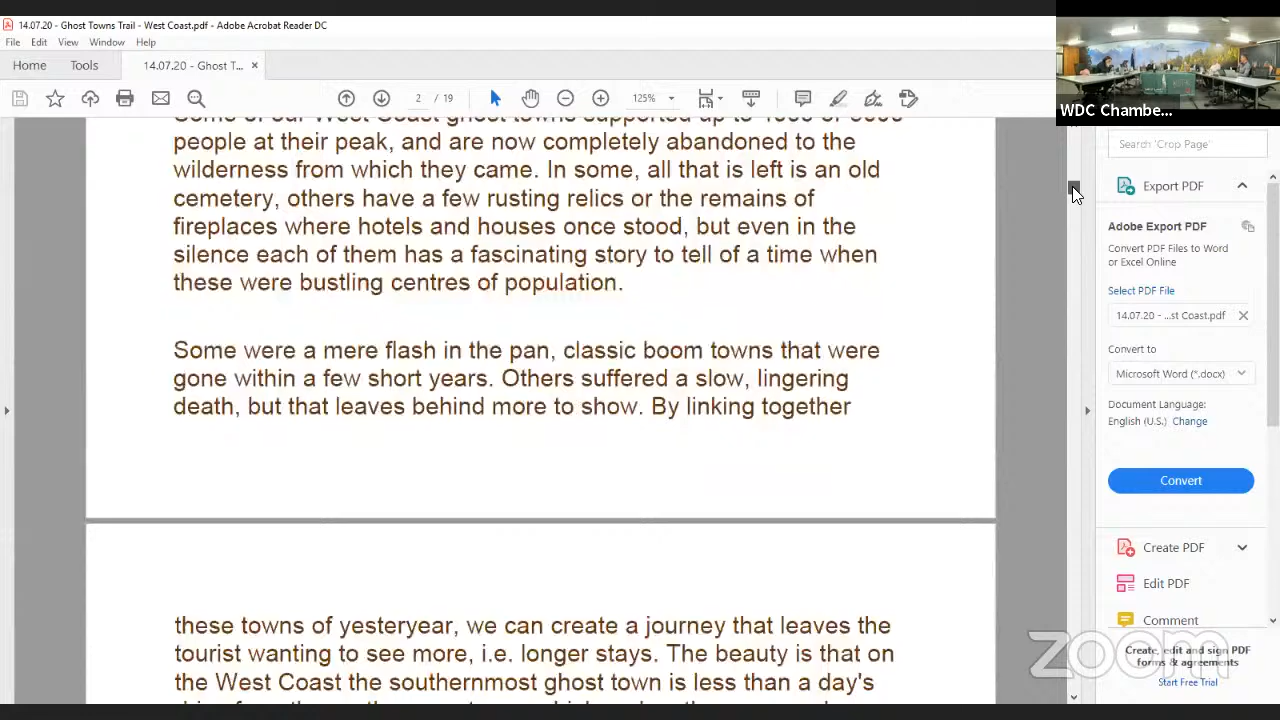 14.07.20 - Ghost Towns Trail - West Coast.pdf - Adobe Acrobat Reader DC
File Edit View Window Help
Home Tools 14.07.20 - Ghost T... ×
2 / 19 125%
WDC Chambe...
people at their peak, and are now completely abandoned to the
wilderness from which they came. In some, all that is left is an old
cemetery, others have a few rusting relics or the remains of
fireplaces where hotels and houses once stood, but even in the
silence each of them has a fascinating story to tell of a time when
these were bustling centres of population.
Some were a mere flash in the pan, classic boom towns that were
gone within a few short years. Others suffered a slow, lingering
death, but that leaves behind more to show. By linking together
these towns of yesteryear, we can create a journey that leaves the
tourist wanting to see more, i.e. longer stays. The beauty is that on
the West Coast the southernmost ghost town is less than a day's
Search 'Crop Page'
Export PDF
Adobe Export PDF
Convert PDF Files to Word
or Excel Online
Select PDF File
14.07.20 - ...st Coast.pdf
Convert to
Microsoft Word (*.docx)
Document Language:
English (U.S.) Change
Convert
Create PDF
Edit PDF
Comment
Create, edit and sign PDF
forms & agreements
Start Free Trial
zoom